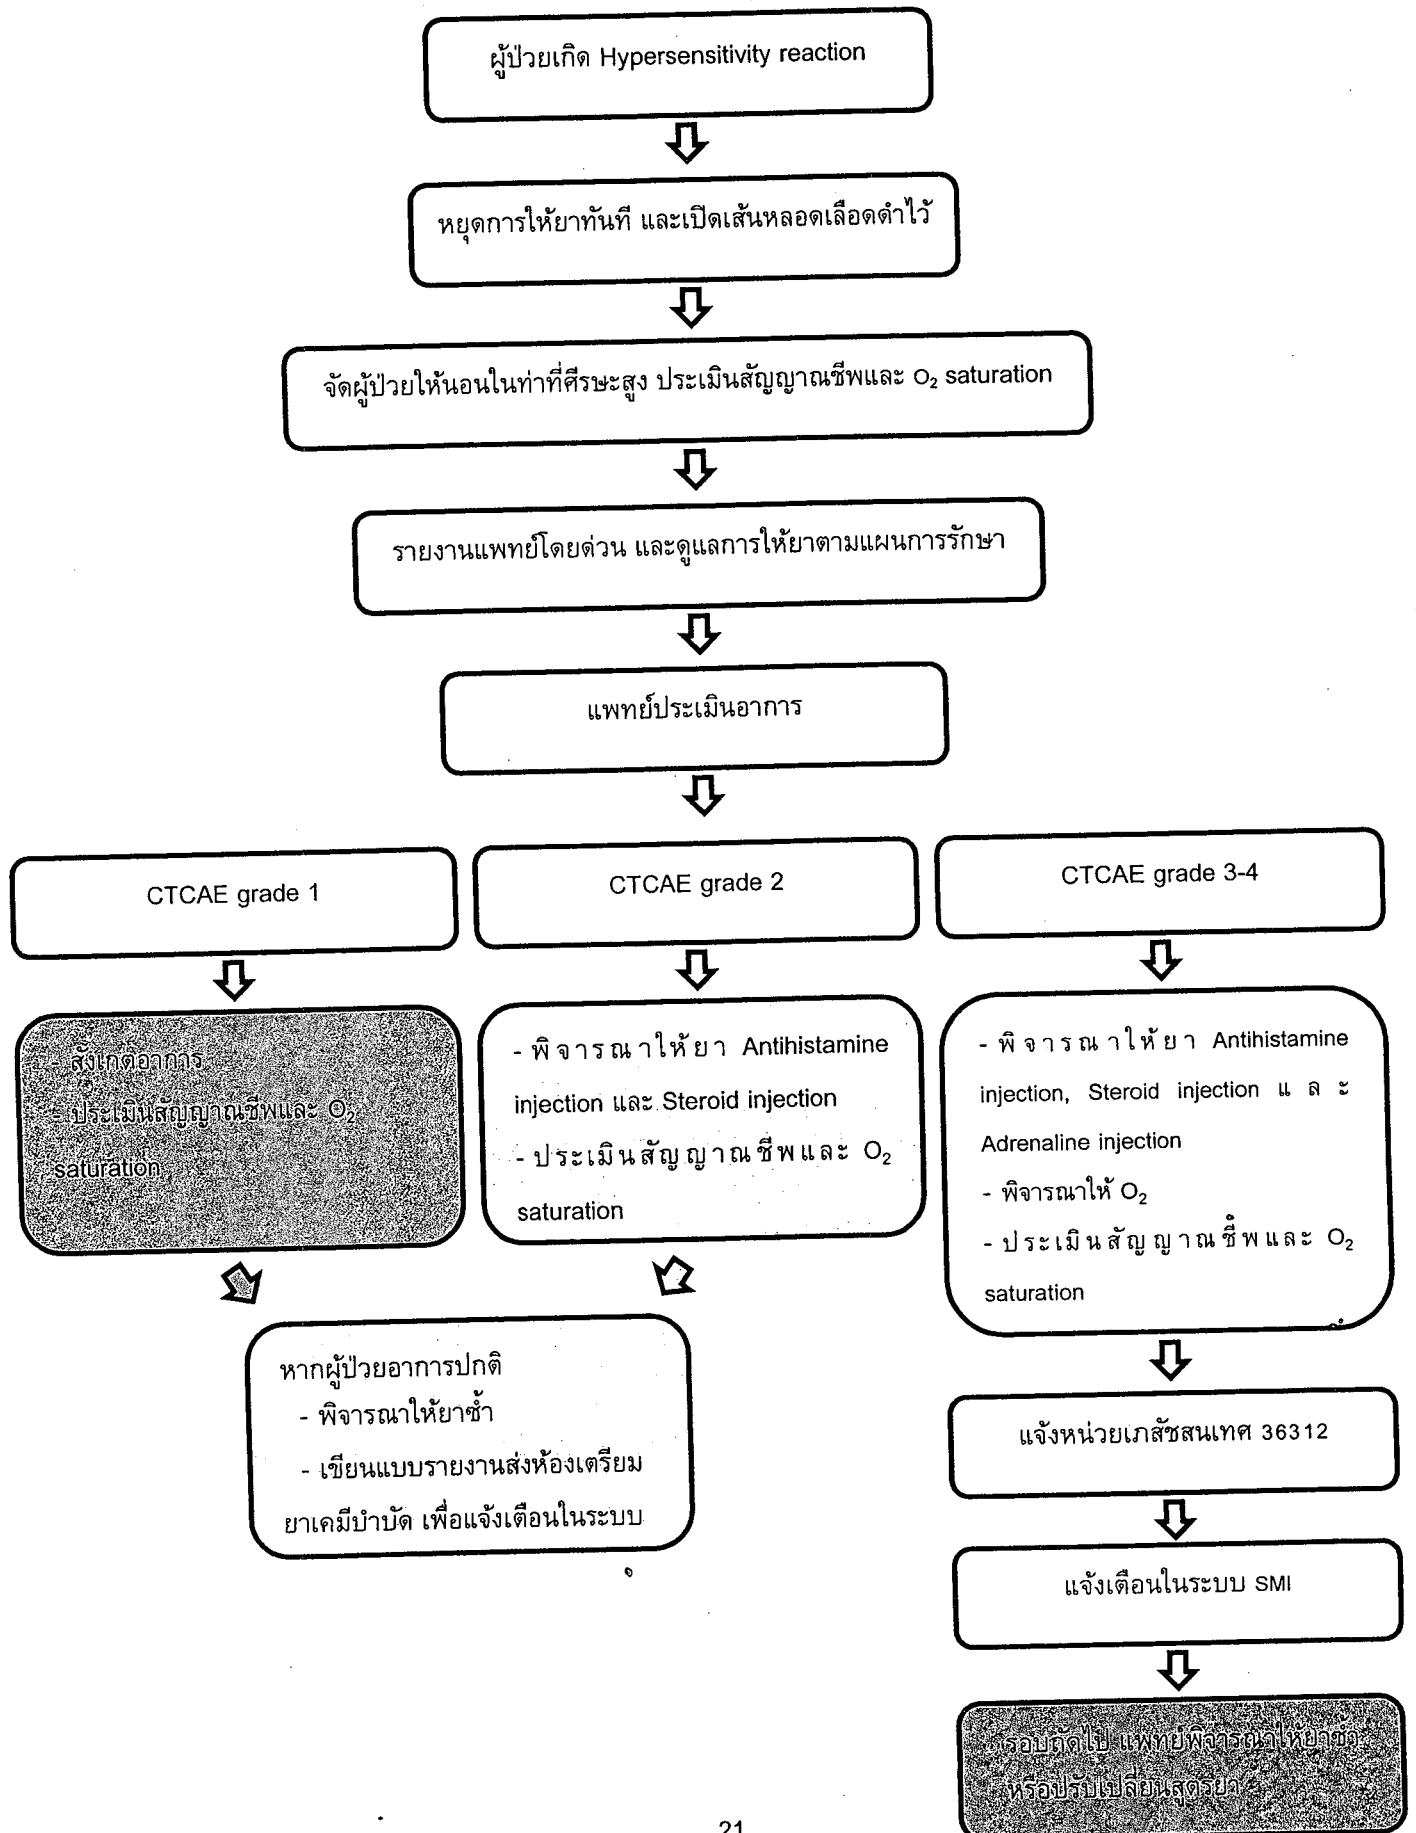 ผู้ป่วยเกิด Hypersensitivity reaction
หยุดการให้ยาทันที และเปิดเส้นหลอดเลือดดำไว้
จัดผู้ป่วยให้นอนในท่าที่ศีรษะสูง ประเมินสัญญาณชีพและ O₂ saturation
รายงานแพทย์โดยด่วน และดูแลการให้ยาตามแผนการรักษา
แพทย์ประเมินอาการ
CTCAE grade 1
- สังเกตอาการ
- ประเมินสัญญาณชีพและ O₂
saturation
CTCAE grade 2
- พิจารณาให้ยา Antihistamine
injection และ Steroid injection
- ประเมินสัญญาณชีพและ O₂
saturation
หากผู้ป่วยอาการปกติ
- พิจารณาให้ยาซ้ำ
- เขียนแบบรายงานส่งห้องเตรียม
ยาเคมีบำบัด เพื่อแจ้งเตือนในระบบ
CTCAE grade 3-4
- พิจารณาให้ยา Antihistamine
injection, Steroid injection และ
Adrenaline injection
- พิจารณาให้ O₂
- ประเมินสัญญาณชีพและ O₂
saturation
แจ้งหน่วยเภสัชสนเทศ 36312
แจ้งเตือนในระบบ SMI
รอบถัดไป แพทย์พิจารณาให้ยาซ้ำ
หรือปรับเปลี่ยนสูตรยา
21